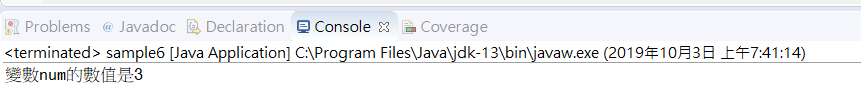 Problems @ Javadoc Declaration Console Coverage
<terminated> sample6 [Java Application] C:\Program Files\Java\jdk-13\bin\javaw.exe (2019年10月3日 上午7:41:14)
變數num的數值是3